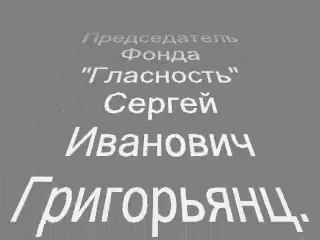 Председатель
Фонда
"Гласность"
Сергей
Иванович
Григорьянц.